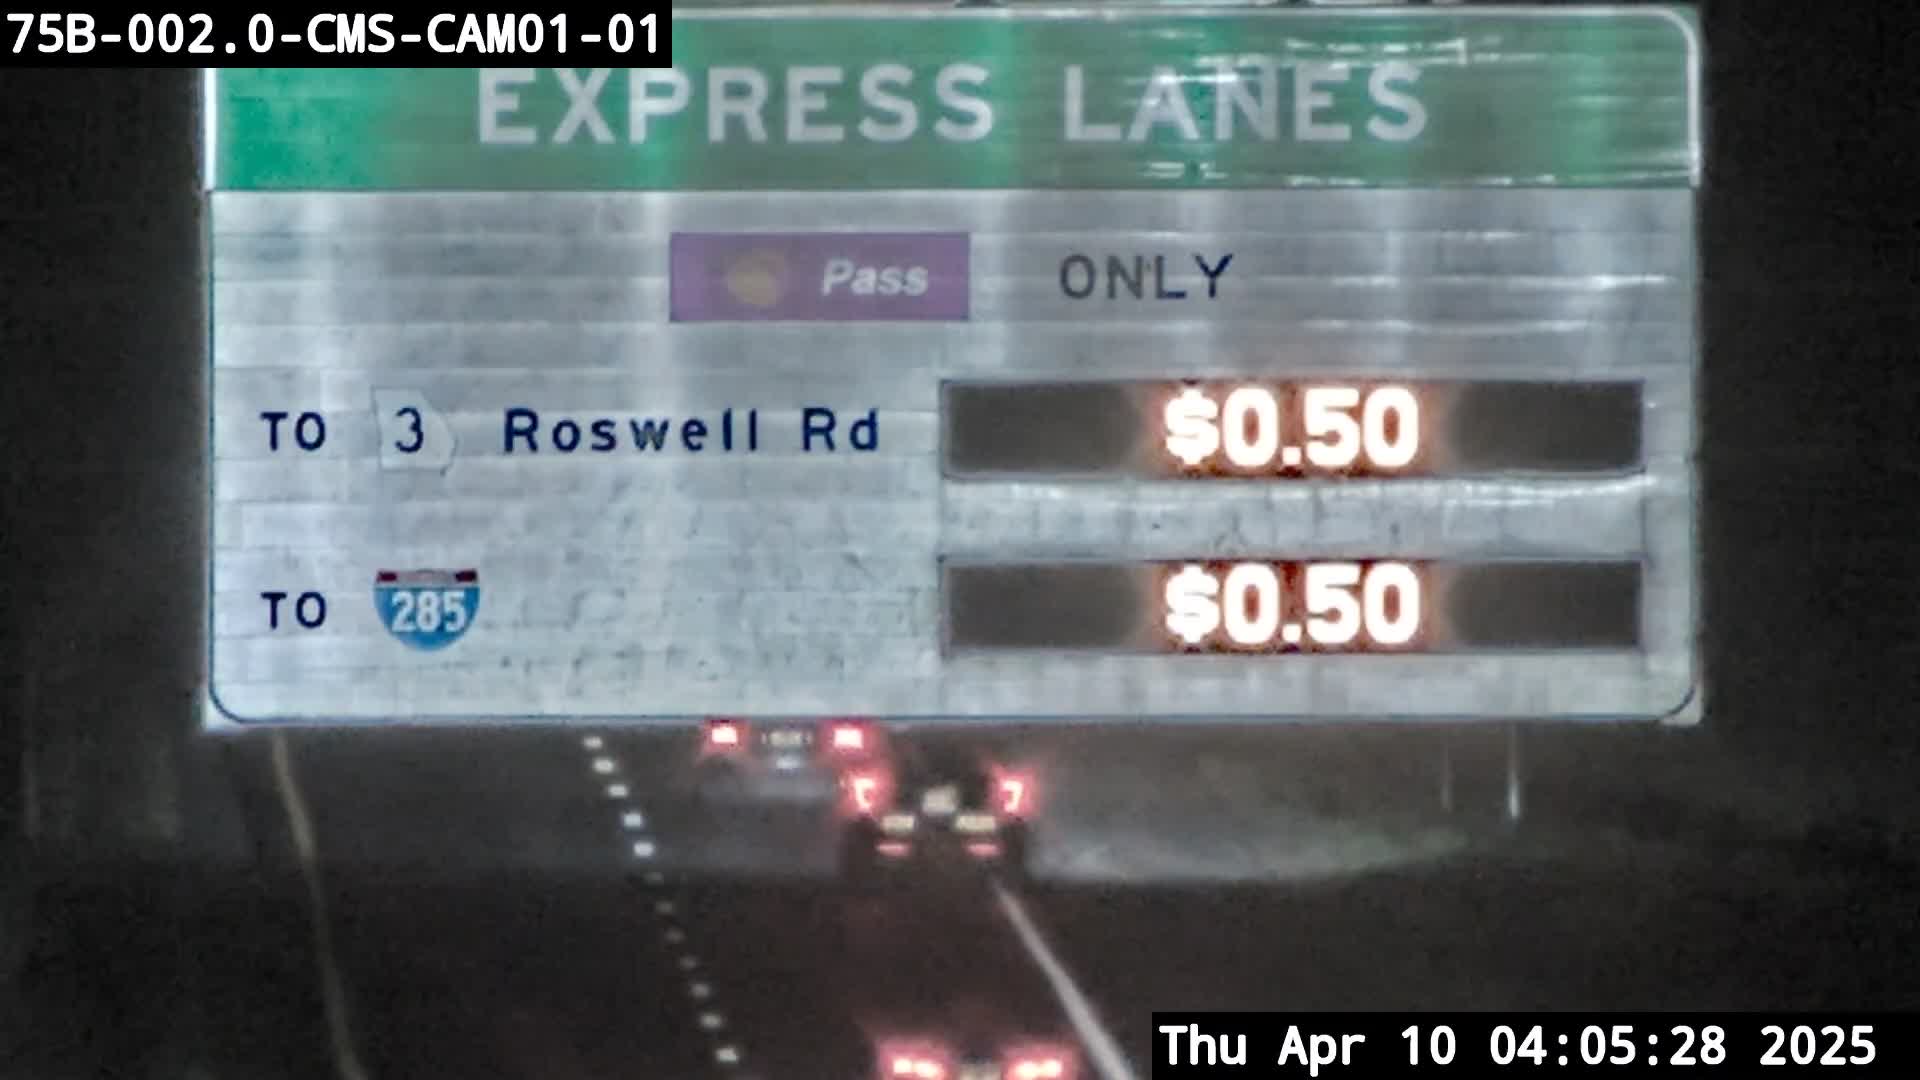 75B-002.0-CMS-CAM01-01
EXPRESS LANES
Pass ONLY
TO 3 Roswell Rd $0.50
TO 285 $0.50
Thu Apr 10 04:05:28 2025